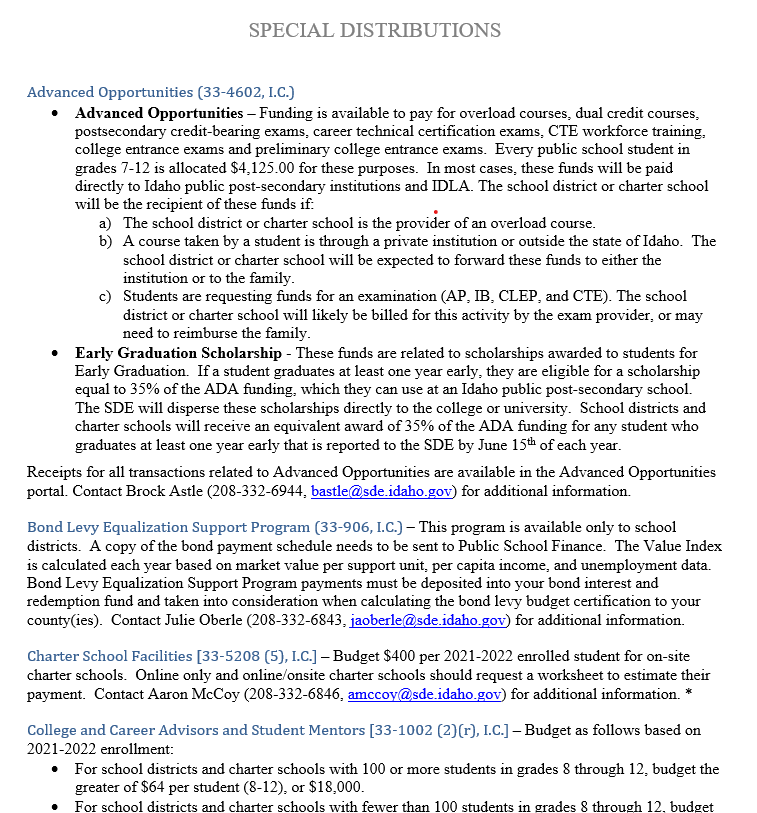 SPECIAL DISTRIBUTIONS
Advanced Opportunities (33-4602, I.C.)
• Advanced Opportunities – Funding is available to pay for overload courses, dual credit courses,
postsecondary credit-bearing exams, career technical certification exams, CTE workforce training,
college entrance exams and preliminary college entrance exams.  Every public school student in
grades 7-12 is allocated $4,125.00 for these purposes.  In most cases, these funds will be paid
directly to Idaho public post-secondary institutions and IDLA. The school district or charter school
will be the recipient of these funds if:
a) The school district or charter school is the provider of an overload course.
b) A course taken by a student is through a private institution or outside the state of Idaho.  The
school district or charter school will be expected to forward these funds to either the
institution or to the family.
c) Students are requesting funds for an examination (AP, IB, CLEP, and CTE). The school
district or charter school will likely be billed for this activity by the exam provider, or may
need to reimburse the family.
• Early Graduation Scholarship - These funds are related to scholarships awarded to students for
Early Graduation.  If a student graduates at least one year early, they are eligible for a scholarship
equal to 35% of the ADA funding, which they can use at an Idaho public post-secondary school.
The SDE will disperse these scholarships directly to the college or university.  School districts and
charter schools will receive an equivalent award of 35% of the ADA funding for any student who
graduates at least one year early that is reported to the SDE by June 15th of each year.
Receipts for all transactions related to Advanced Opportunities are available in the Advanced Opportunities
portal. Contact Brock Astle (208-332-6944, bastle@sde.idaho.gov) for additional information.
Bond Levy Equalization Support Program (33-906, I.C.) – This program is available only to school
districts.  A copy of the bond payment schedule needs to be sent to Public School Finance.  The Value Index
is calculated each year based on market value per support unit, per capita income, and unemployment data.
Bond Levy Equalization Support Program payments must be deposited into your bond interest and
redemption fund and taken into consideration when calculating the bond levy budget certification to your
county(ies).  Contact Julie Oberle (208-332-6843, jaoberle@sde.idaho.gov) for additional information.
Charter School Facilities [33-5208 (5), I.C.] – Budget $400 per 2021-2022 enrolled student for on-site
charter schools.  Online only and online/onsite charter schools should request a worksheet to estimate their
payment.  Contact Aaron McCoy (208-332-6846, amccoy@sde.idaho.gov) for additional information. *
College and Career Advisors and Student Mentors [33-1002 (2)(r), I.C.] – Budget as follows based on
2021-2022 enrollment:
• For school districts and charter schools with 100 or more students in grades 8 through 12, budget the
greater of $64 per student (8-12), or $18,000.
• For school districts and charter schools with fewer than 100 students in grades 8 through 12, budget